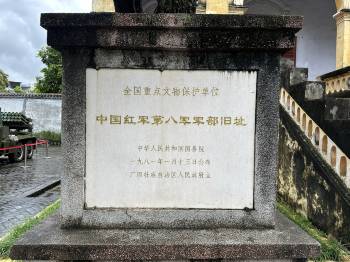 全国重点文物保护单位
中国红军第八军军部旧址
中华人民共和国国务院
一九八一年一月十三日公布
广西壮族自治区人民政府立